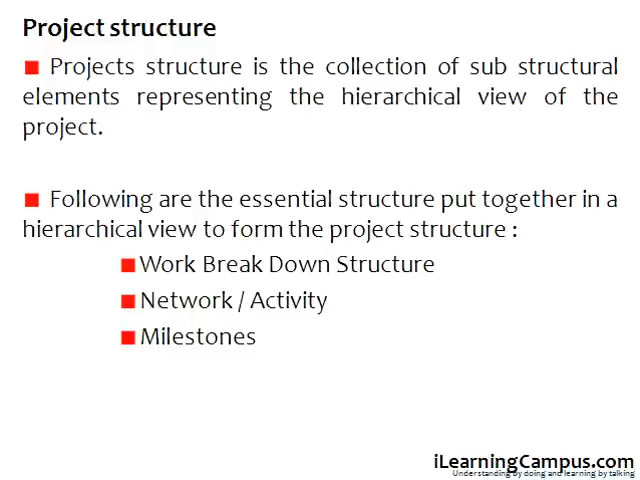 Project structure
Projects structure is the collection of sub structural
elements representing the hierarchical view of the
project.
Following are the essential structure put together in a
hierarchical view to form the project structure :
Work Break Down Structure
Network / Activity
Milestones
iLearningCampus.com
Understanding by doing and learning by talking